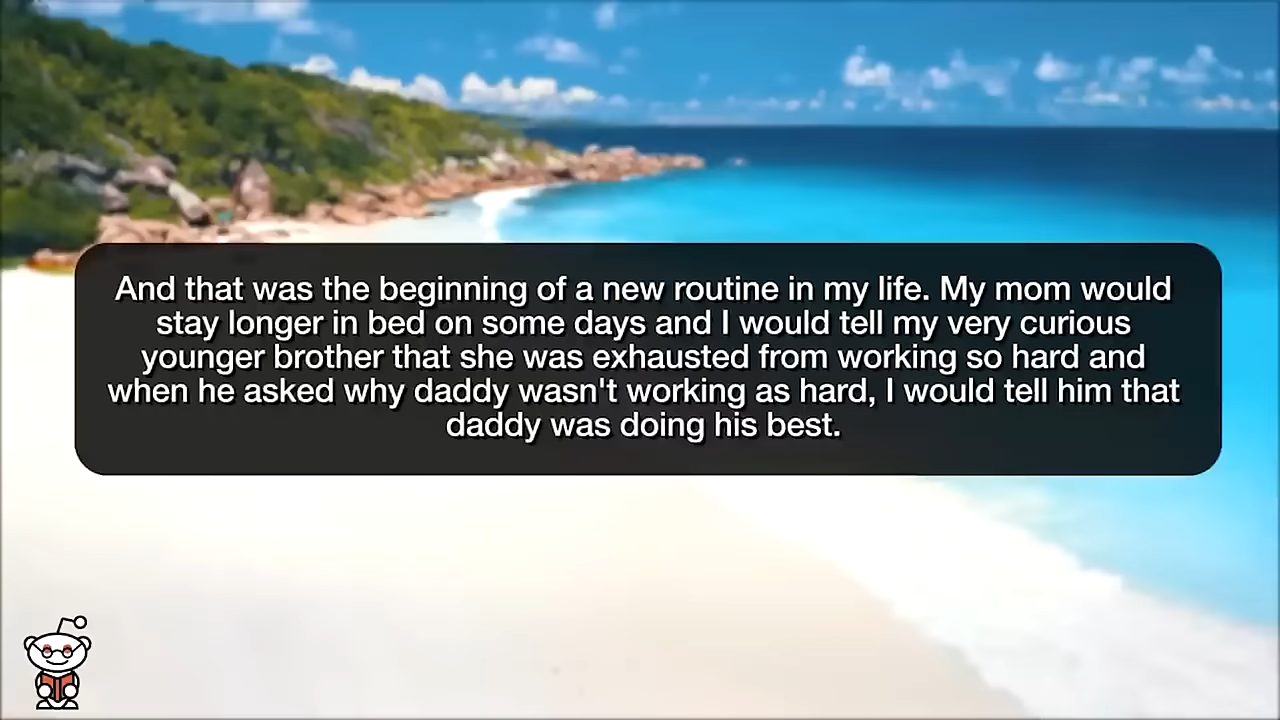 And that was the beginning of a new routine in my life. My mom would
stay longer in bed on some days and I would tell my very curious
younger brother that she was exhausted from working so hard and
when he asked why daddy wasn't working as hard, I would tell him that
daddy was doing his best.